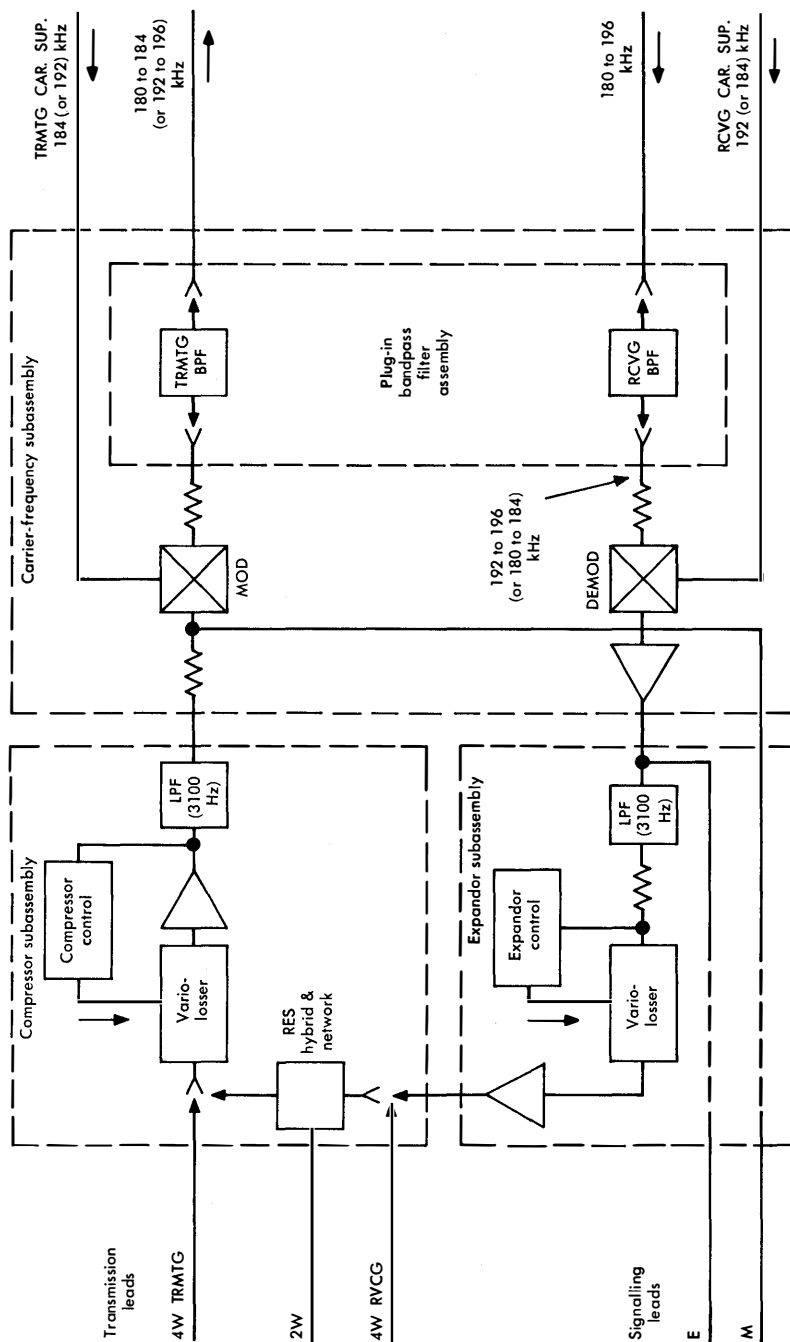 TRMTG CAR. SUP.
184 (or 192) kHz
180 to 184
(or 192 to 196)
kHz
180 to 196
kHz
RCVG CAR. SUP.
192 (or 184) kHz
Carrier-frequency subassembly
TRMTG
BPF
Plug-in
bandpass
filter
assembly
RCVG
BPF
MOD
192 to 196
(or 180 to 184)
kHz
DEMOD
Compressor subassembly
Compressor
control
LPF
(3100
Hz)
Vario-
losser
RES
hybrid &
network
Expandor subassembly
Expandor
control
LPF
(3100
Hz)
Vario-
losser
Transmission
leads
4W TRMTG
2W
4W RVCG
Signalling
leads
E
M